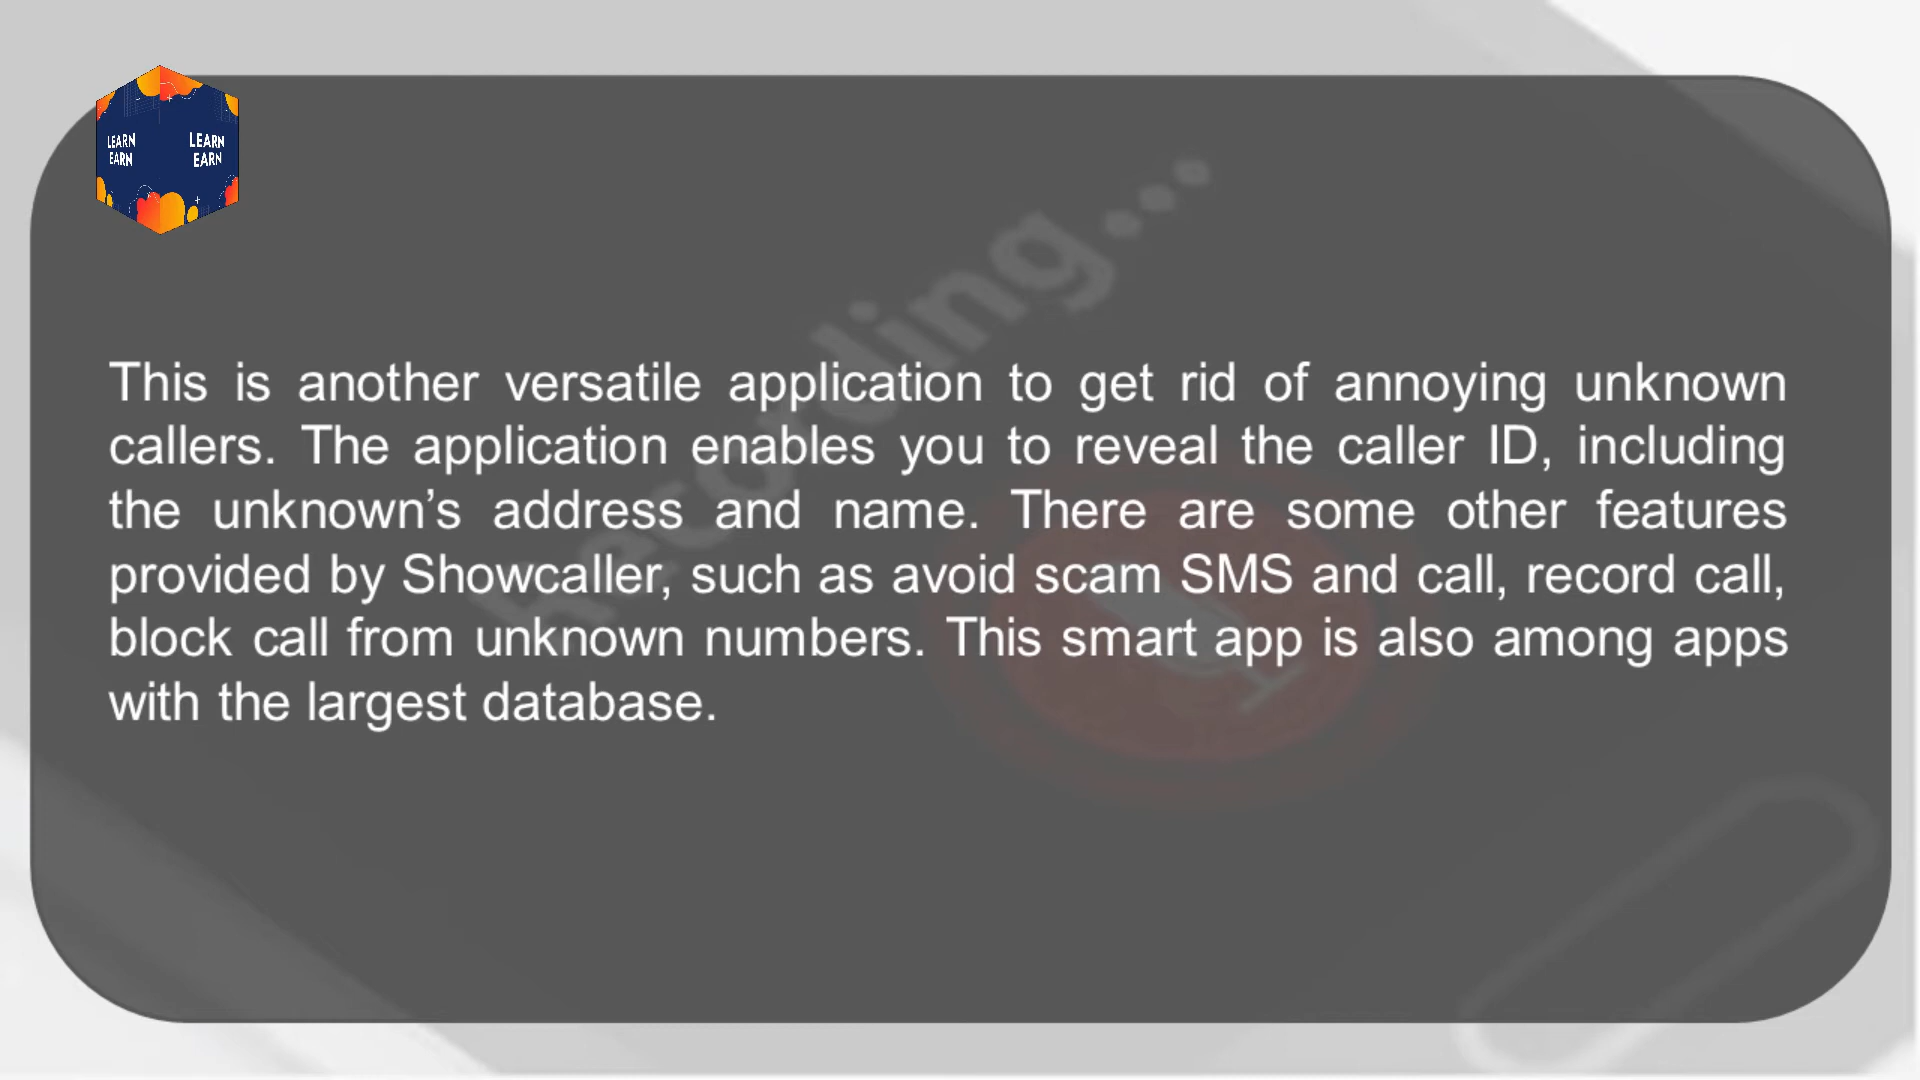 LEARN
EARN
LEARN
EARN
Recording...
This is another versatile application to get rid of annoying unknown
callers. The application enables you to reveal the caller ID, including
the unknown’s address and name. There are some other features
provided by Showcaller, such as avoid scam SMS and call, record call,
block call from unknown numbers. This smart app is also among apps
with the largest database.